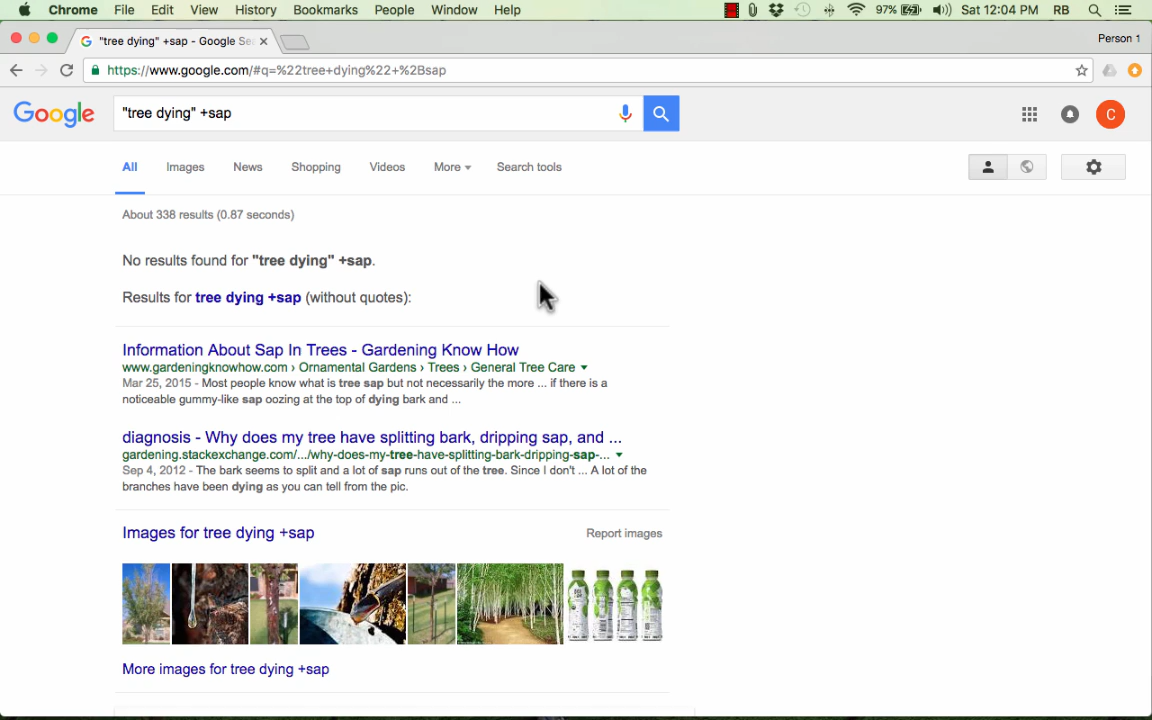 Chrome File Edit View History Bookmarks People Window Help 97% Sat 12:04 PM RB
"tree dying" +sap - Google Se Person 1
https://www.google.com/#q=%22tree+dying%22+%2Bsap
Google "tree dying" +sap C
All Images News Shopping Videos More Search tools
About 338 results (0.87 seconds)
No results found for "tree dying" +sap.
Results for tree dying +sap (without quotes):
Information About Sap In Trees - Gardening Know How
www.gardeningknowhow.com › Ornamental Gardens › Trees › General Tree Care
Mar 25, 2015 - Most people know what is tree sap but not necessarily the more ... if there is a
noticeable gummy-like sap oozing at the top of dying bark and ...
diagnosis - Why does my tree have splitting bark, dripping sap, and ...
gardening.stackexchange.com/.../why-does-my-tree-have-splitting-bark-dripping-sap-...
Sep 4, 2012 - The bark seems to split and a lot of sap runs out of the tree. Since I don't ... A lot of the
branches have been dying as you can tell from the pic.
Images for tree dying +sap Report images
More images for tree dying +sap